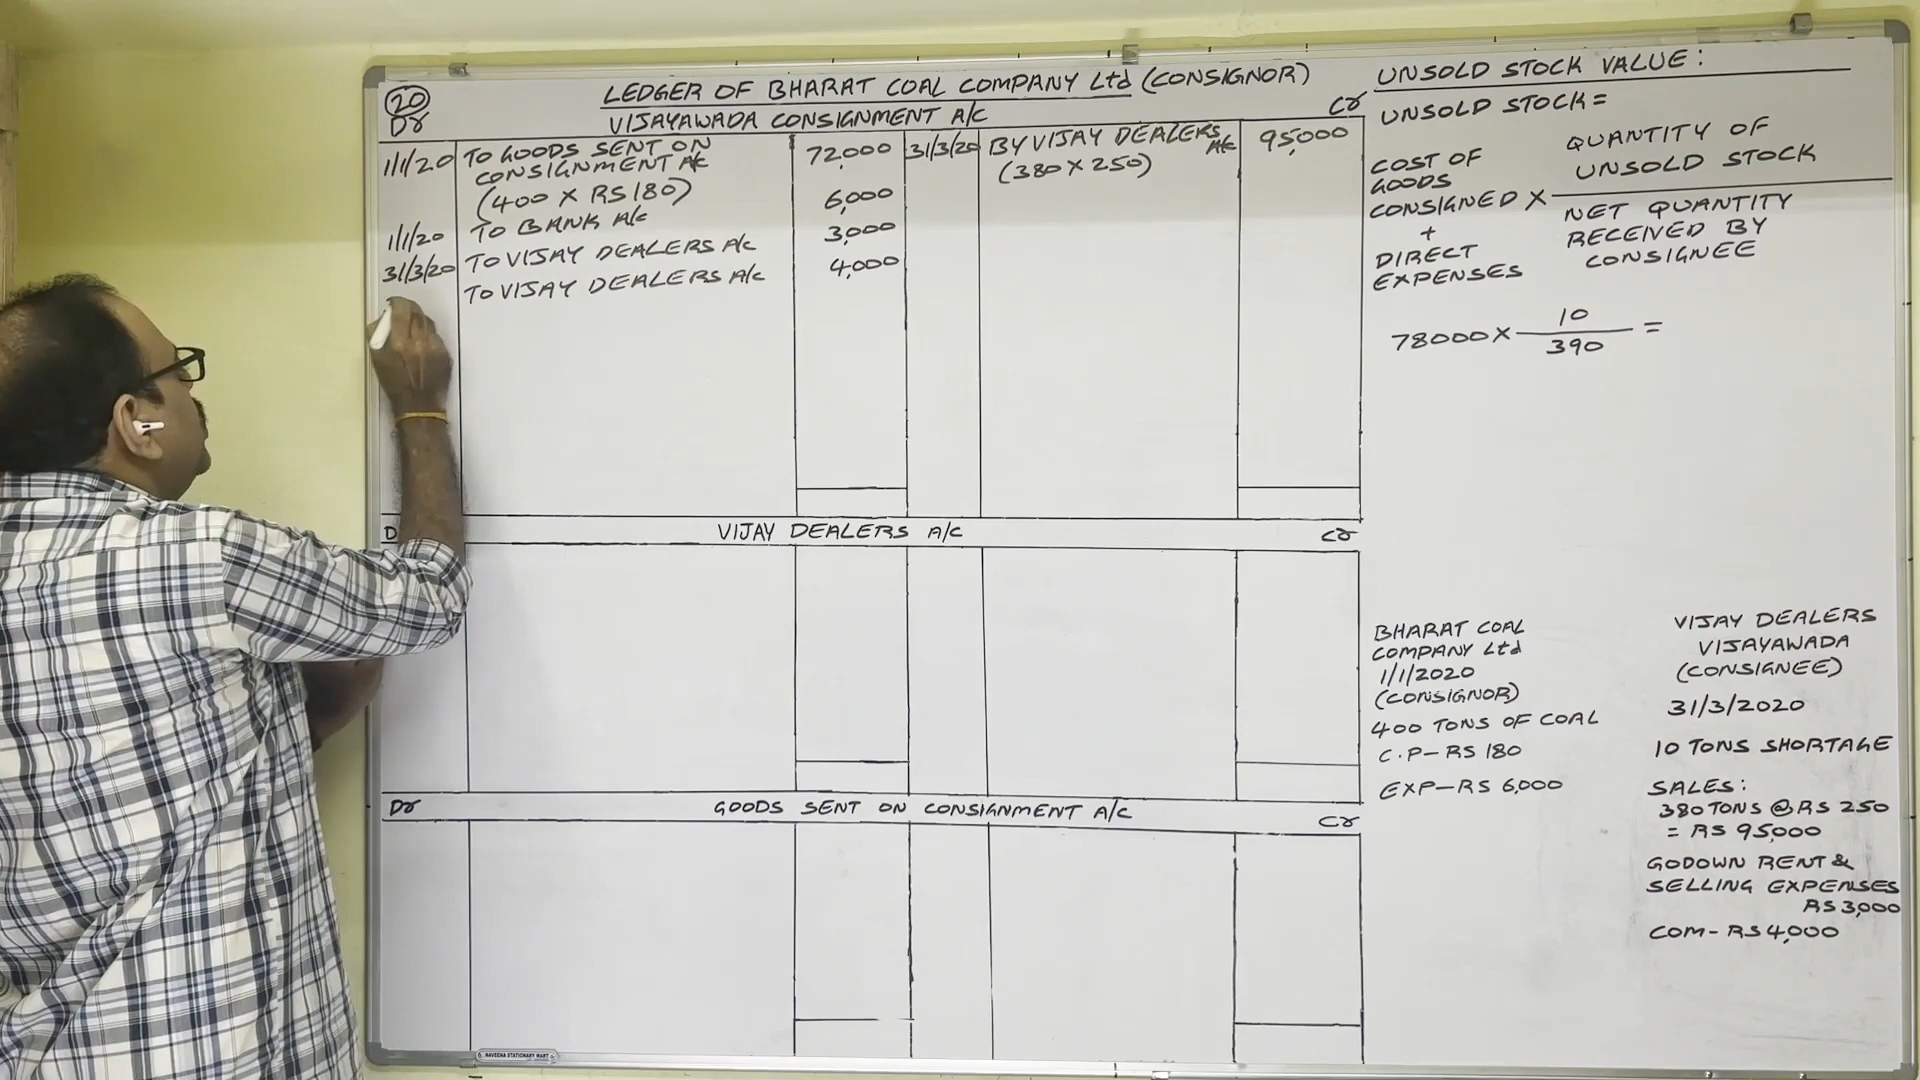 20
LEDGER OF BHARAT COAL COMPANY Ltd (CONSIGNOR)
Dr
VIJAYAWADA CONSIGNMENT A/C
Cr
1/1/20 TO GOODS SENT ON
CONSIGNMENT A/C
(400 X RS 180)
72,000
1/1/20 TO BANK A/C
6,000
31/3/20 TO VIJAY DEALERS A/C
3,000
TO VIJAY DEALERS A/C
4,000
31/3/20 BY VIJAY DEALERS
A/C
(380 X 250)
95,000
VIJAY DEALERS A/C
Cr
Dr
GOODS SENT ON CONSIGNMENT A/C
Cr
UNSOLD STOCK VALUE:
UNSOLD STOCK =
COST OF
GOODS
CONSIGNED X
+
DIRECT
EXPENSES
QUANTITY OF
UNSOLD STOCK
NET QUANTITY
RECEIVED BY
CONSIGNEE
78000 X 10
390 =
BHARAT COAL
COMPANY Ltd
1/1/2020
(CONSIGNOR)
400 TONS OF COAL
C.P-RS 180
EXP-RS 6,000
VIJAY DEALERS
VIJAYAWADA
(CONSIGNEE)
31/3/2020
10 TONS SHORTAGE
SALES:
380 TONS @ RS 250
= RS 95,000
GODOWN RENT &
SELLING EXPENSES
RS 3,000
COM- RS 4,000
NAVEENA STATIONARY MART